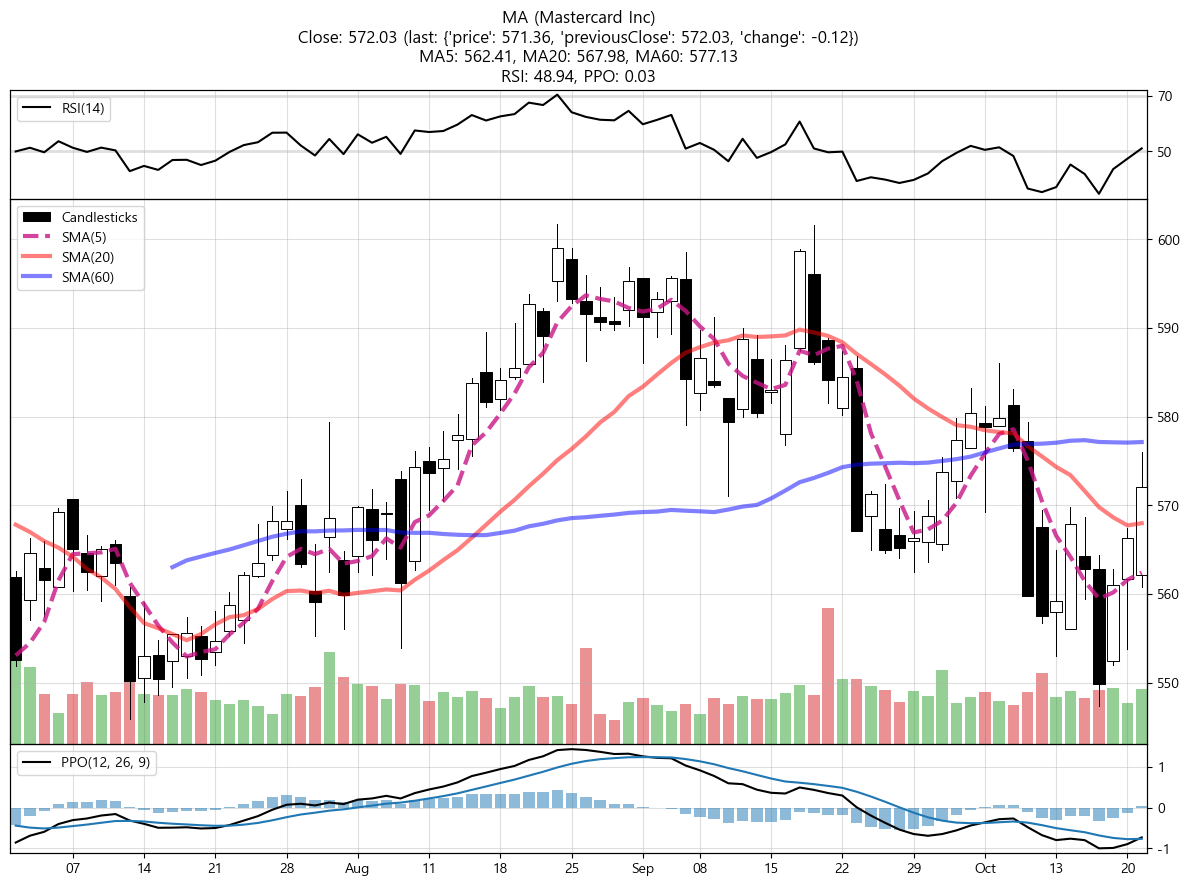 MA (Mastercard Inc)
Close: 572.03 (last: {'price': 571.36, 'previousClose': 572.03, 'change': -0.12})
MA5: 562.41, MA20: 567.98, MA60: 577.13
RSI: 48.94, PPO: 0.03
RSI(14)
70
50
Candlesticks
SMA(5)
SMA(20)
SMA(60)
600
590
580
570
560
550
PPO(12, 26, 9)
1
0
-1
07 14 21 28 Aug 11 18 25 Sep 08 15 22 29 Oct 13 20